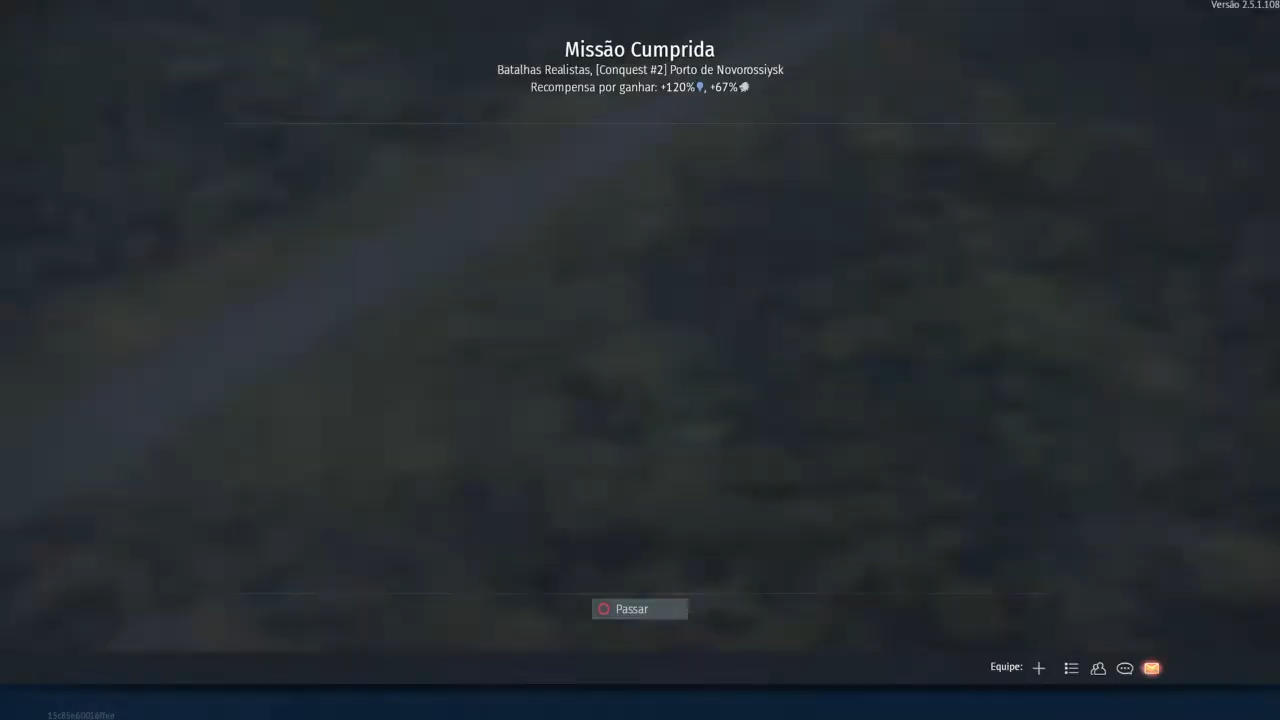 Versão 2.5.1.108
Missão Cumprida
Batalhas Realistas, [Conquest #2] Porto de Novorossiysk
Recompensa por ganhar: +120%, +67%
Passar
Equipe: